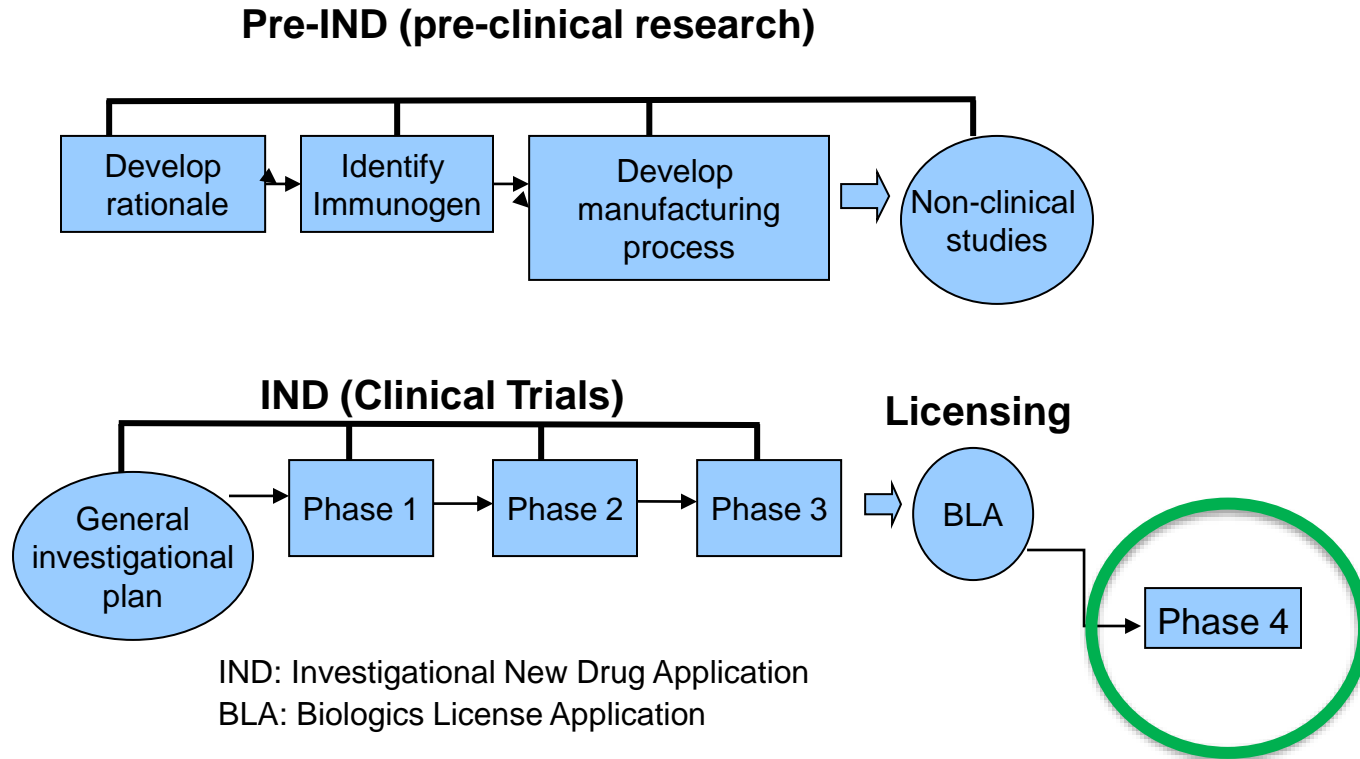 Pre-IND (pre-clinical research)
Develop
rationale
Identify
Immunogen
Develop
manufacturing
process
Non-clinical
studies
IND (Clinical Trials)
Licensing
General
investigational
plan
Phase 1
Phase 2
Phase 3
BLA
Phase 4
IND: Investigational New Drug Application
BLA: Biologics License Application